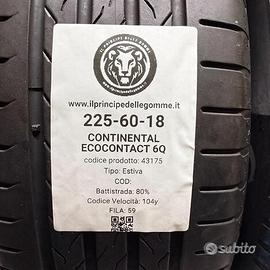 IL PRINCIPE DELLE GOMME
www.ilprincipedellegomme.it
225-60-18
CONTINENTAL
ECOCONTACT 6Q
codice prodotto: 43175
Tipo: Estiva
COD:
Battistrada: 80%
Codice Velocità: 104y
FILA: 59
subito